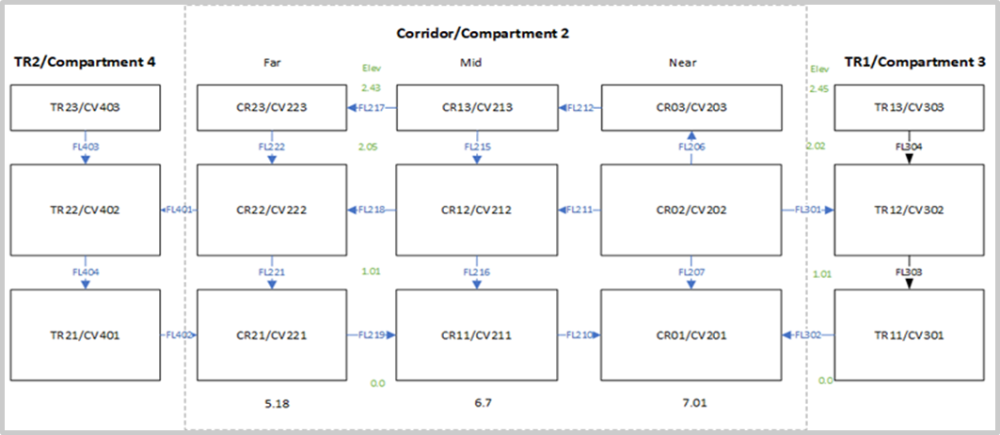 Corridor/Compartment 2
TR2/Compartment 4
Far
Mid
Near
TR1/Compartment 3
Elev
Elev
2.43
2.45
TR23/CV403
CR23/CV223
FL217
CR13/CV213
FL212
CR03/CV203
TR13/CV303
FL403
FL222
2.05
FL215
FL206
2.02
FL304
TR22/CV402
FL401
CR22/CV222
FL218
CR12/CV212
FL211
CR02/CV202
FL301
TR12/CV302
FL404
FL221
1.01
FL216
FL207
1.01
FL303
TR21/CV401
FL402
CR21/CV221
FL219
CR11/CV211
FL210
CR01/CV201
FL302
TR11/CV301
0.0
0.0
5.18
6.7
7.01